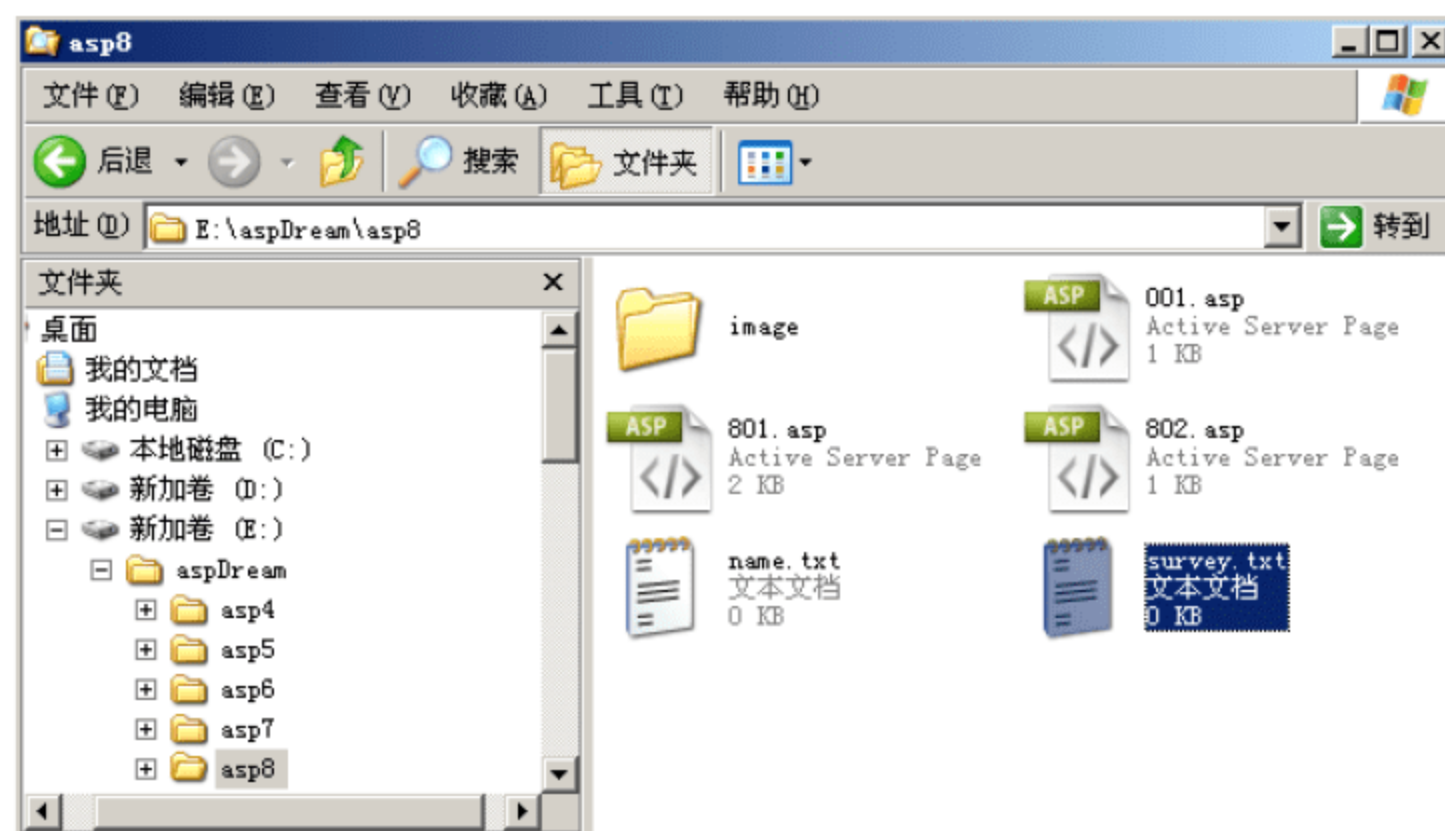 asp8
文件(F) 编辑(E) 查看(V) 收藏(A) 工具(T) 帮助(H)
后退 搜索 文件夹
地址(D) E:\aspDream\asp8 转到
文件夹
桌面
我的文档
我的电脑
本地磁盘 (C:)
新加卷 (D:)
新加卷 (E:)
aspDream
asp4
asp5
asp6
asp7
asp8
image
ASP
001.asp
Active Server Page
1 KB
ASP
801.asp
Active Server Page
2 KB
ASP
802.asp
Active Server Page
1 KB
name.txt
文本文档
0 KB
survey.txt
文本文档
0 KB